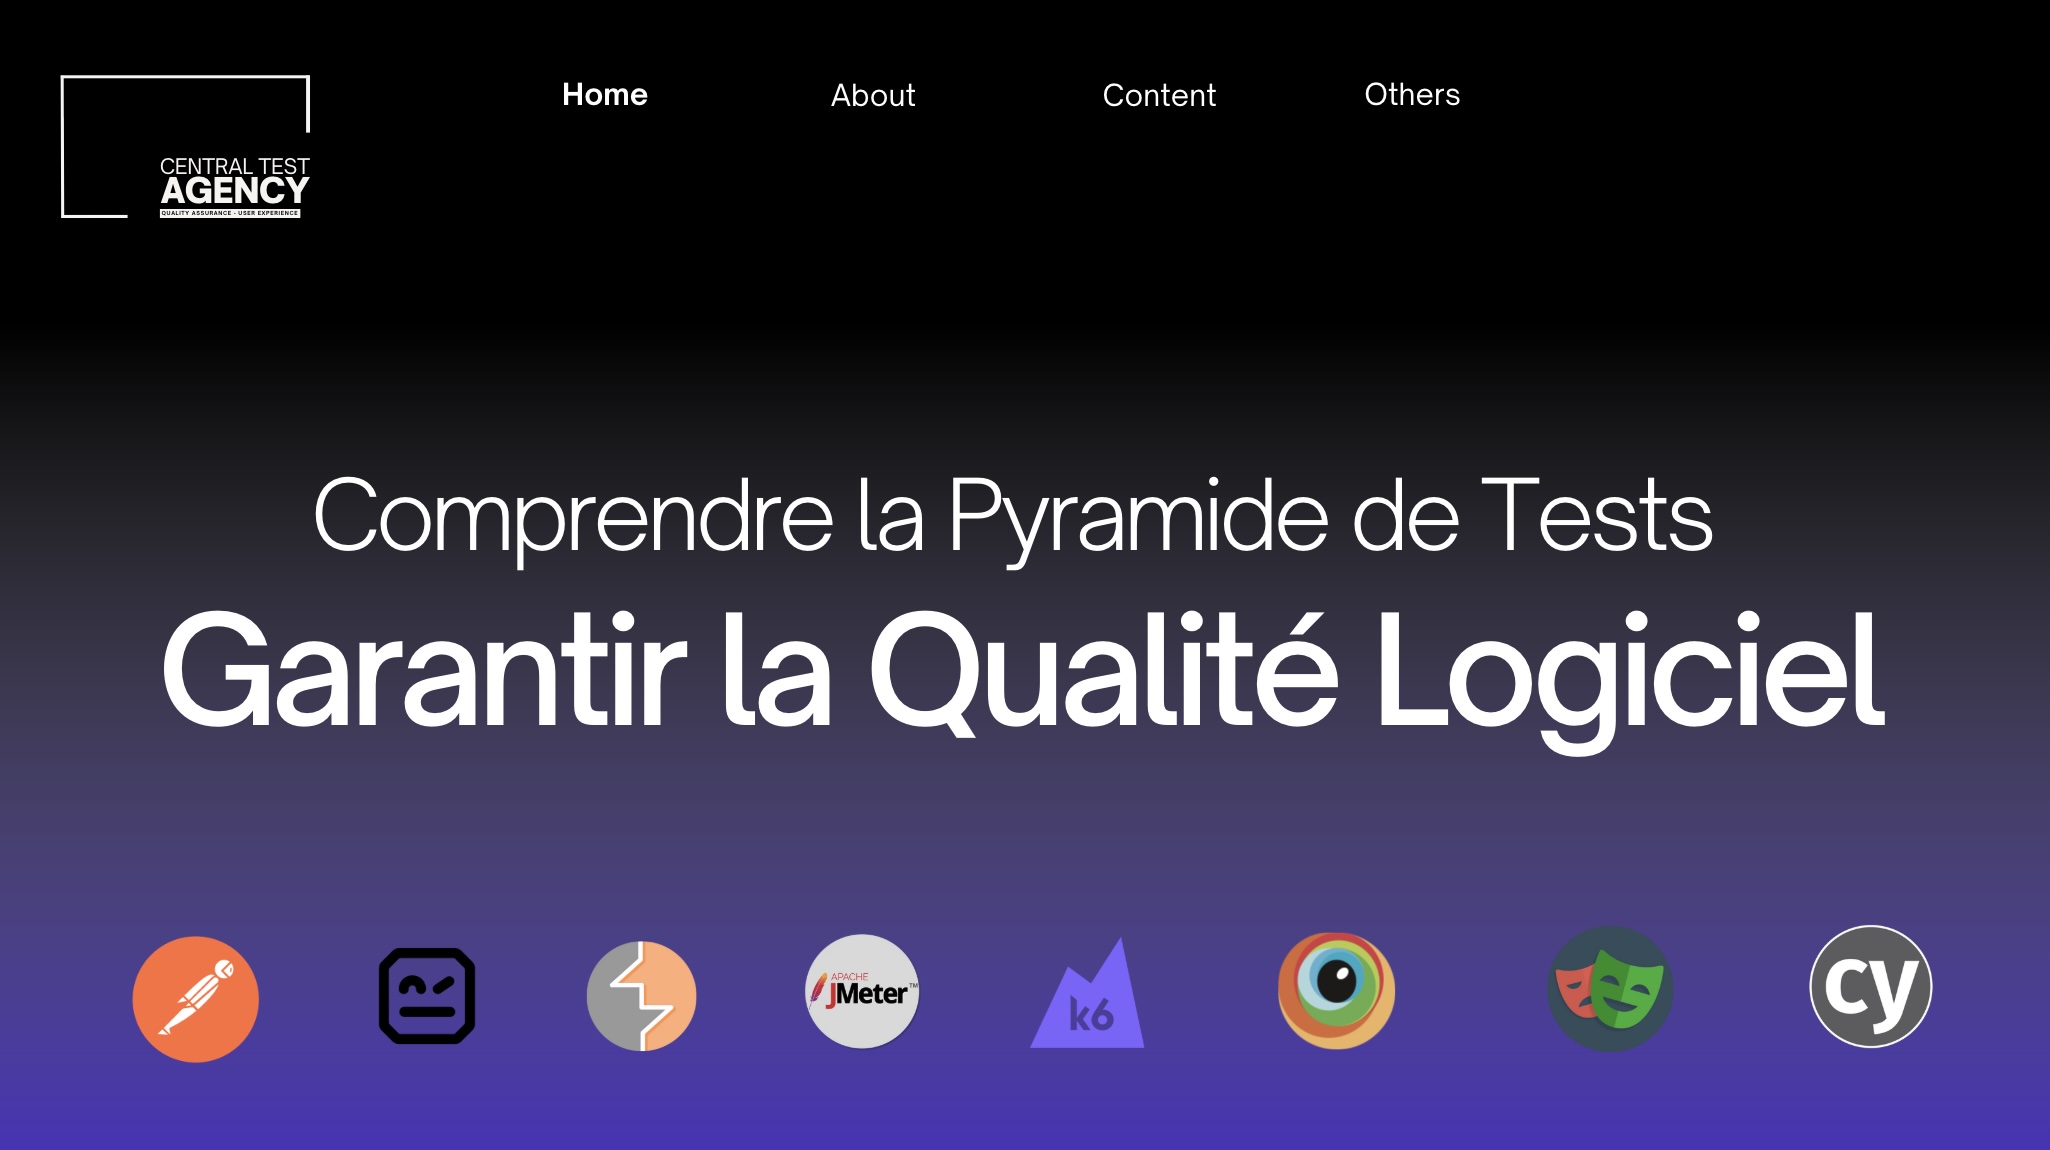 Home About Content Others
CENTRAL TEST
AGENCY
QUALITY ASSURANCE - USER EXPERIENCE
Comprendre la Pyramide de Tests
Garantir la Qualité Logiciel
APACHE
JMeter™
k6
cy